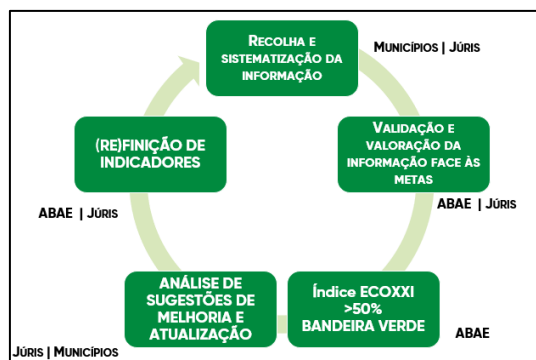 RECOLHA E
SISTEMATIZAÇÃO DA
INFORMAÇÃO
MUNICÍPIOS | JÚRIS
VALIDAÇÃO E
VALORAÇÃO DA
INFORMAÇÃO FACE ÀS
METAS
ABAE | JÚRIS
Índice ECOXXI
>50%
BANDEIRA VERDE
ABAE
ANÁLISE DE
SUGESTÕES DE
MELHORIA E
ATUALIZAÇÃO
JÚRIS | MUNICÍPIOS
(RE)FINIÇÃO DE
INDICADORES
ABAE | JÚRIS